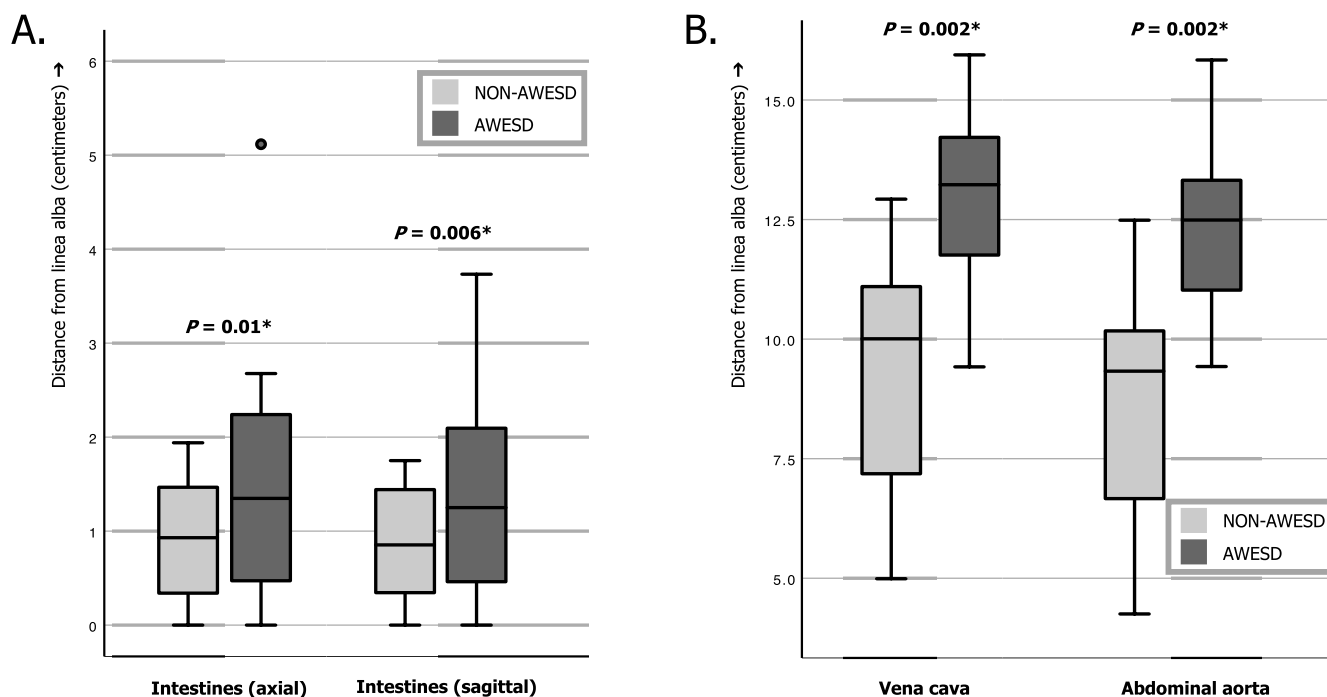 A.
Distance from linea alba (centimeters) →
6
5
4
3
2
1
0
NON-AWESD
AWESD
P = 0.01*
P = 0.006*
Intestines (axial)
Intestines (sagittal)
B.
Distance from linea alba (centimeters) →
15.0
12.5
10.0
7.5
5.0
P = 0.002*
P = 0.002*
NON-AWESD
AWESD
Vena cava
Abdominal aorta